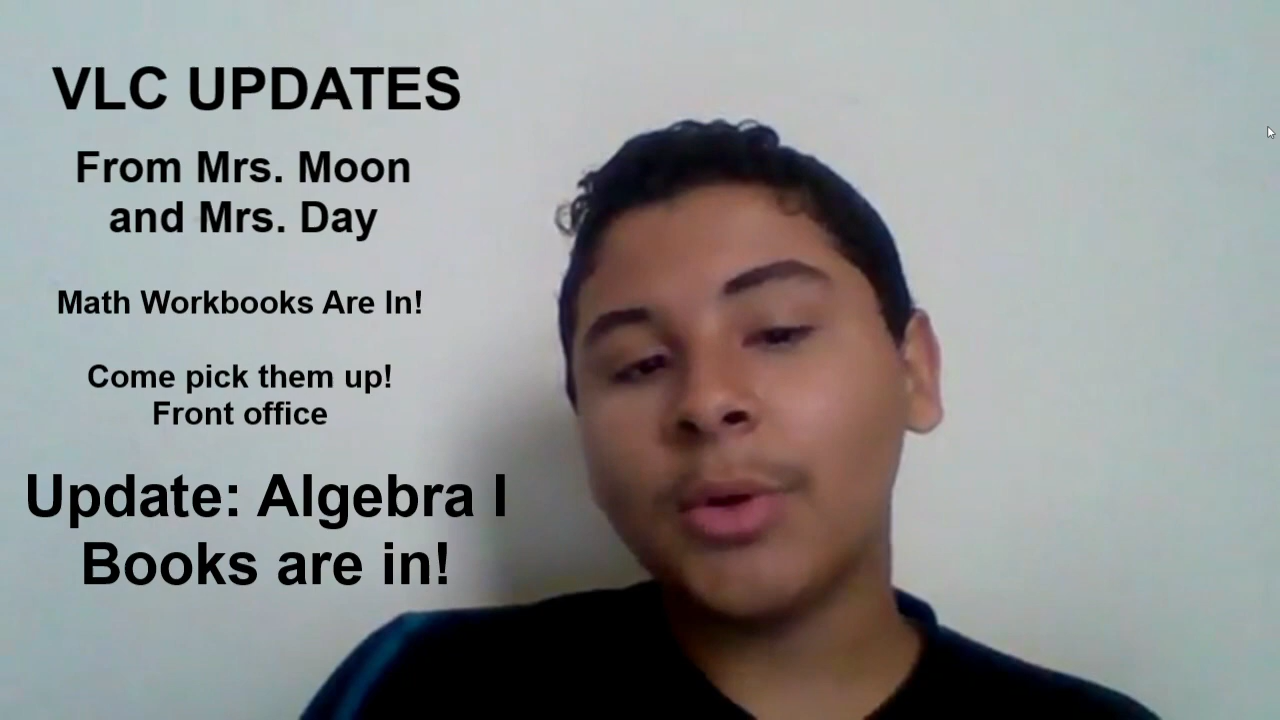 VLC UPDATES
From Mrs. Moon
and Mrs. Day
Math Workbooks Are In!
Come pick them up!
Front office
Update: Algebra I
Books are in!